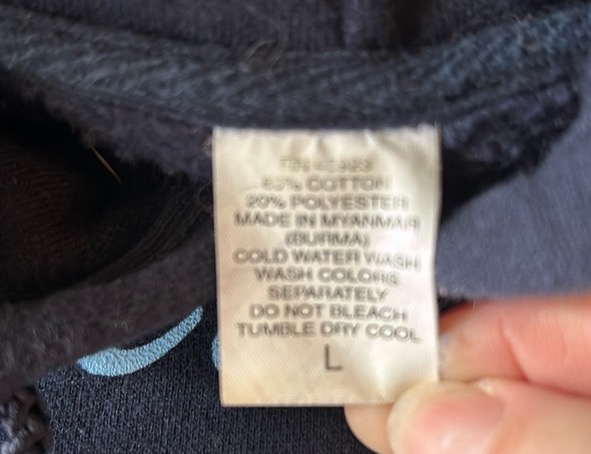 COTTON
20% POLYESTER
MADE IN MYANMAR
(BURMA)
COLD WATER WASH
WASH COLORS
SEPARATELY
DO NOT BLEACH
TUMBLE DRY COOL
L